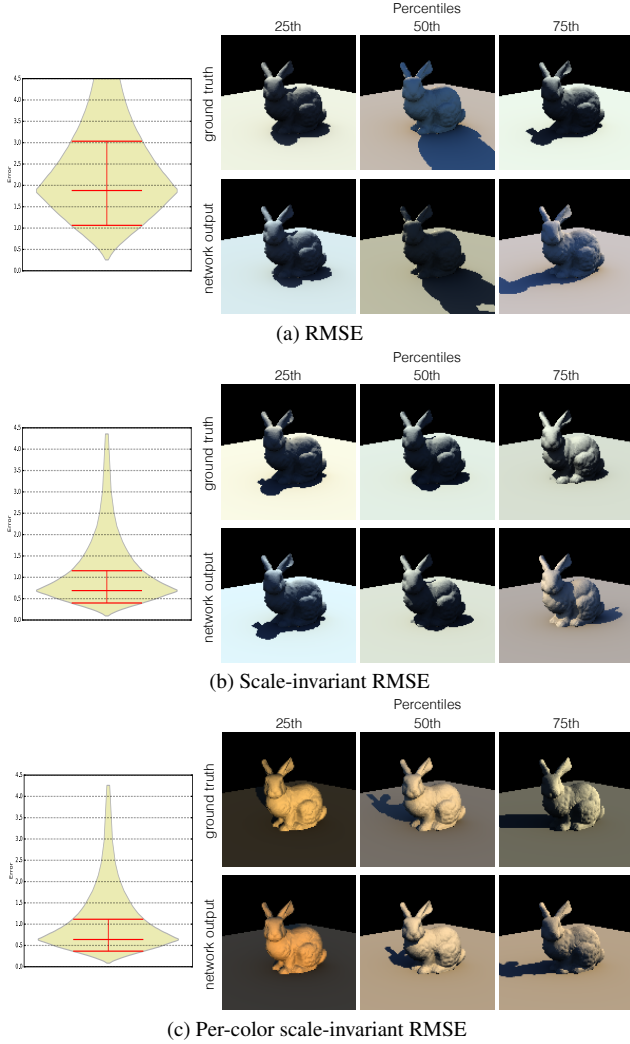 Percentiles
25th 50th 75th
4.5
4.0
3.5
3.0
2.5
2.0
1.5
1.0
0.5
0.0
Error
ground truth
network output
(a) RMSE
Percentiles
25th 50th 75th
4.5
4.0
3.5
3.0
2.5
2.0
1.5
1.0
0.5
0.0
Error
ground truth
network output
(b) Scale-invariant RMSE
Percentiles
25th 50th 75th
4.5
4.0
3.5
3.0
2.5
2.0
1.5
1.0
0.5
0.0
Error
ground truth
network output
(c) Per-color scale-invariant RMSE